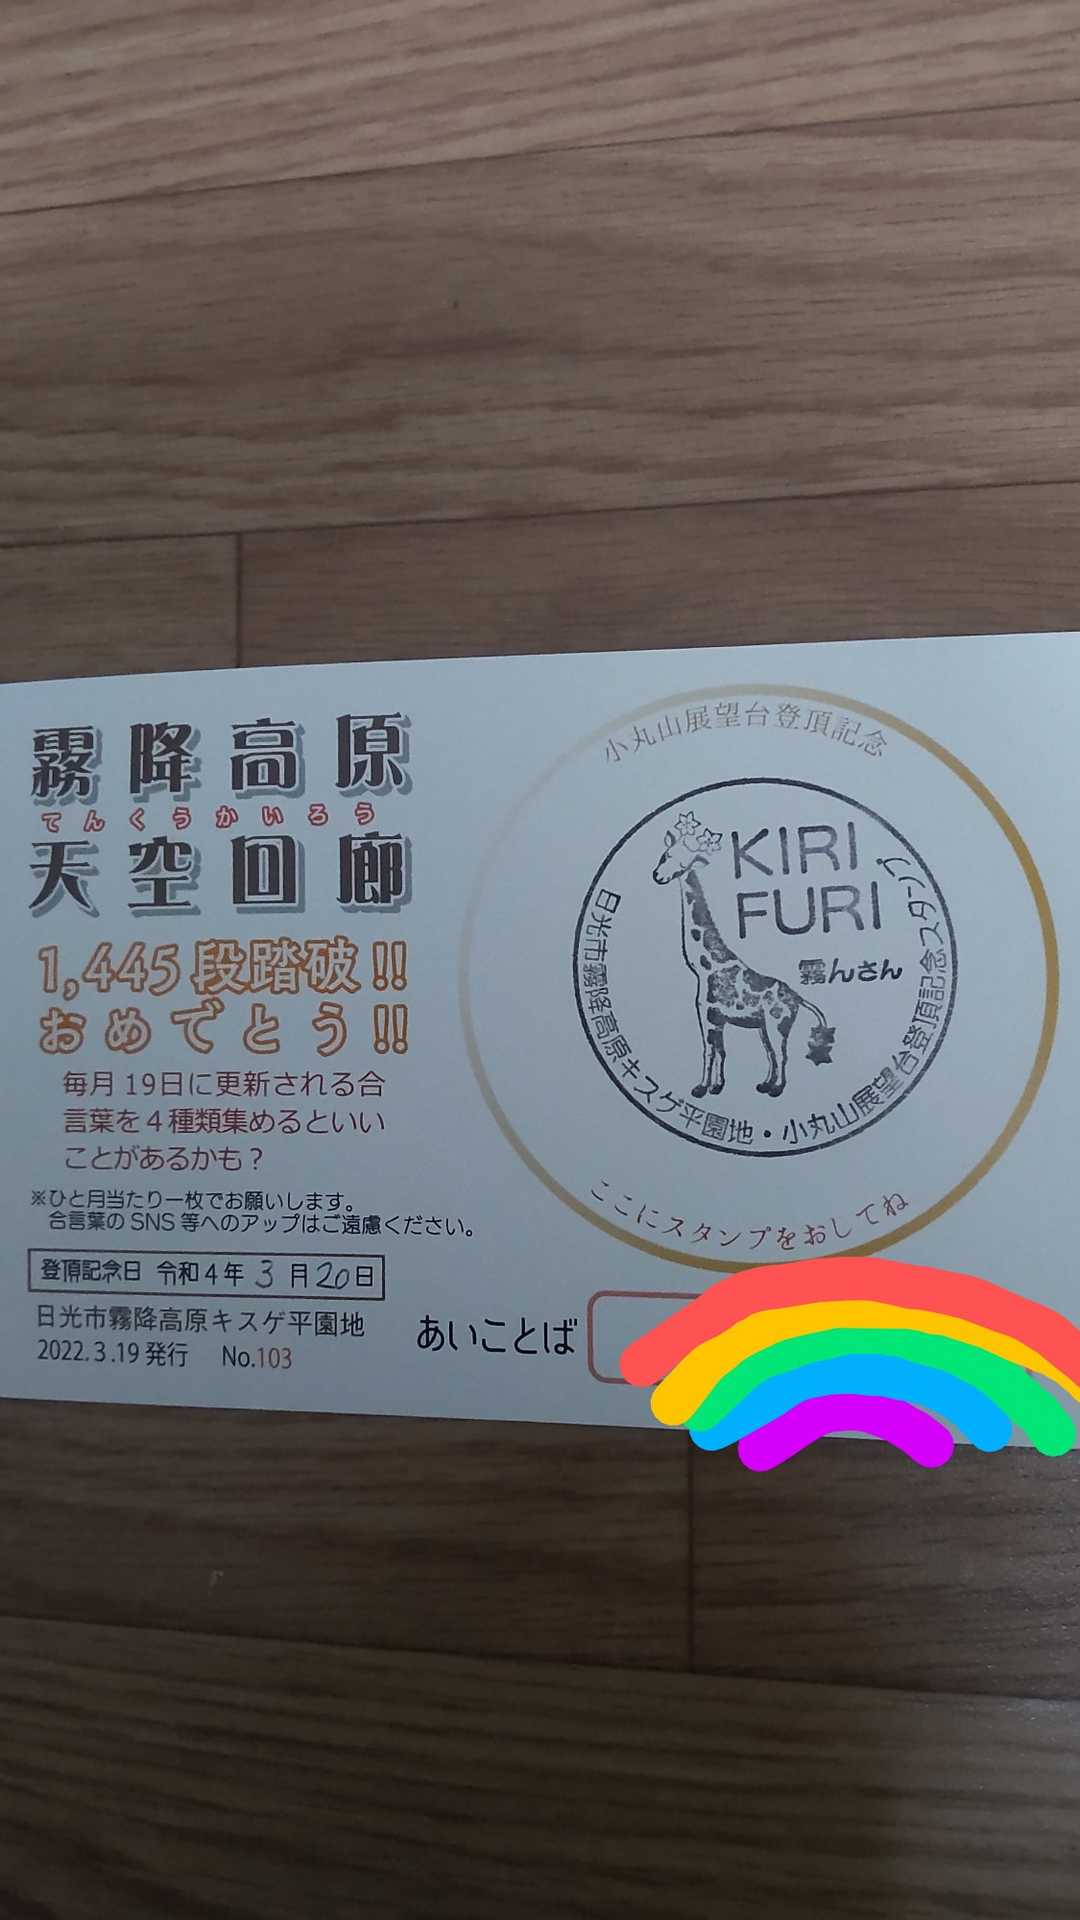 霧降高原
てんくうかいろう
天空回廊
1,445段踏破!!
おめでとう!!
毎月19日に更新される合
言葉を4種類集めるといい
ことがあるかも?
※ひと月当たり一枚でお願いします。
合言葉のSNS等へのアップはご遠慮ください。
登頂記念日 令和4年 3月20日
日光市霧降高原キスゲ平園地
2022.3.19発行 No.103
小丸山展望台登頂記念
KIRI
FURI
霧んさん
日光市霧降高原キスゲ平園地・小丸山展望台登頂記念スタンプ
ここにスタンプをおしてね
あいことば